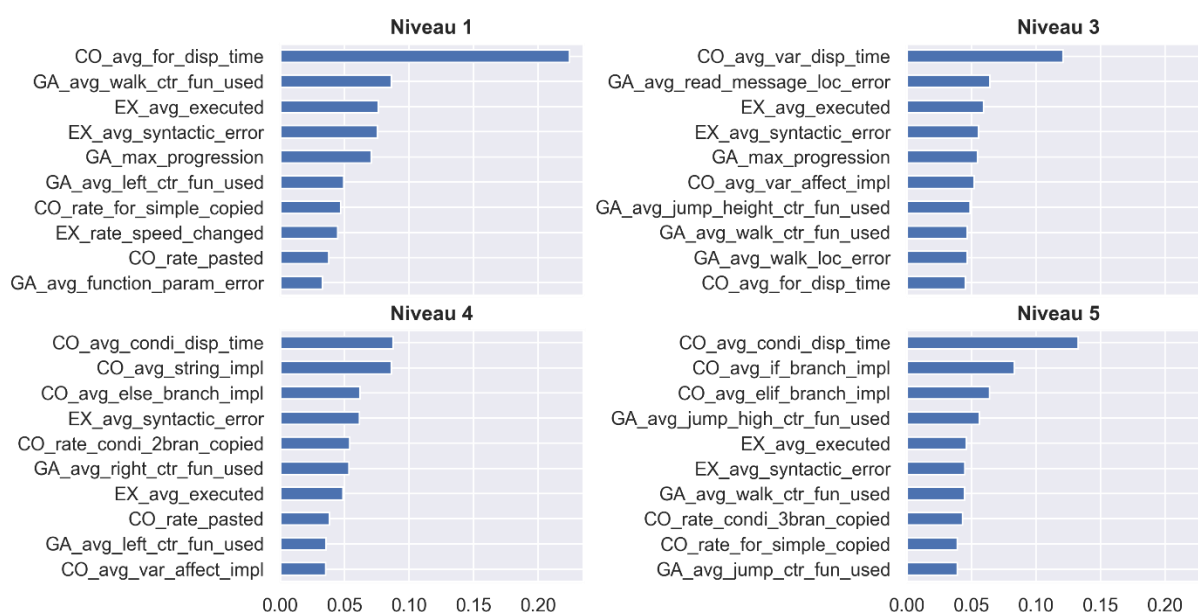 Niveau 1
CO_avg_for_disp_time
GA_avg_walk_ctr_fun_used
EX_avg_executed
EX_avg_syntactic_error
GA_max_progression
GA_avg_left_ctr_fun_used
CO_rate_for_simple_copied
EX_rate_speed_changed
CO_rate_pasted
GA_avg_function_param_error
Niveau 3
CO_avg_var_disp_time
GA_avg_read_message_loc_error
EX_avg_executed
EX_avg_syntactic_error
GA_max_progression
CO_avg_var_affect_impl
GA_avg_jump_height_ctr_fun_used
GA_avg_walk_ctr_fun_used
GA_avg_walk_loc_error
CO_avg_for_disp_time
Niveau 4
CO_avg_condi_disp_time
CO_avg_string_impl
CO_avg_else_branch_impl
EX_avg_syntactic_error
CO_rate_condi_2bran_copied
GA_avg_right_ctr_fun_used
EX_avg_executed
CO_rate_pasted
GA_avg_left_ctr_fun_used
CO_avg_var_affect_impl
0.00 0.05 0.10 0.15 0.20
Niveau 5
CO_avg_condi_disp_time
CO_avg_if_branch_impl
CO_avg_elif_branch_impl
GA_avg_jump_high_ctr_fun_used
EX_avg_executed
EX_avg_syntactic_error
GA_avg_walk_ctr_fun_used
CO_rate_condi_3bran_copied
CO_rate_for_simple_copied
GA_avg_jump_ctr_fun_used
0.00 0.05 0.10 0.15 0.20